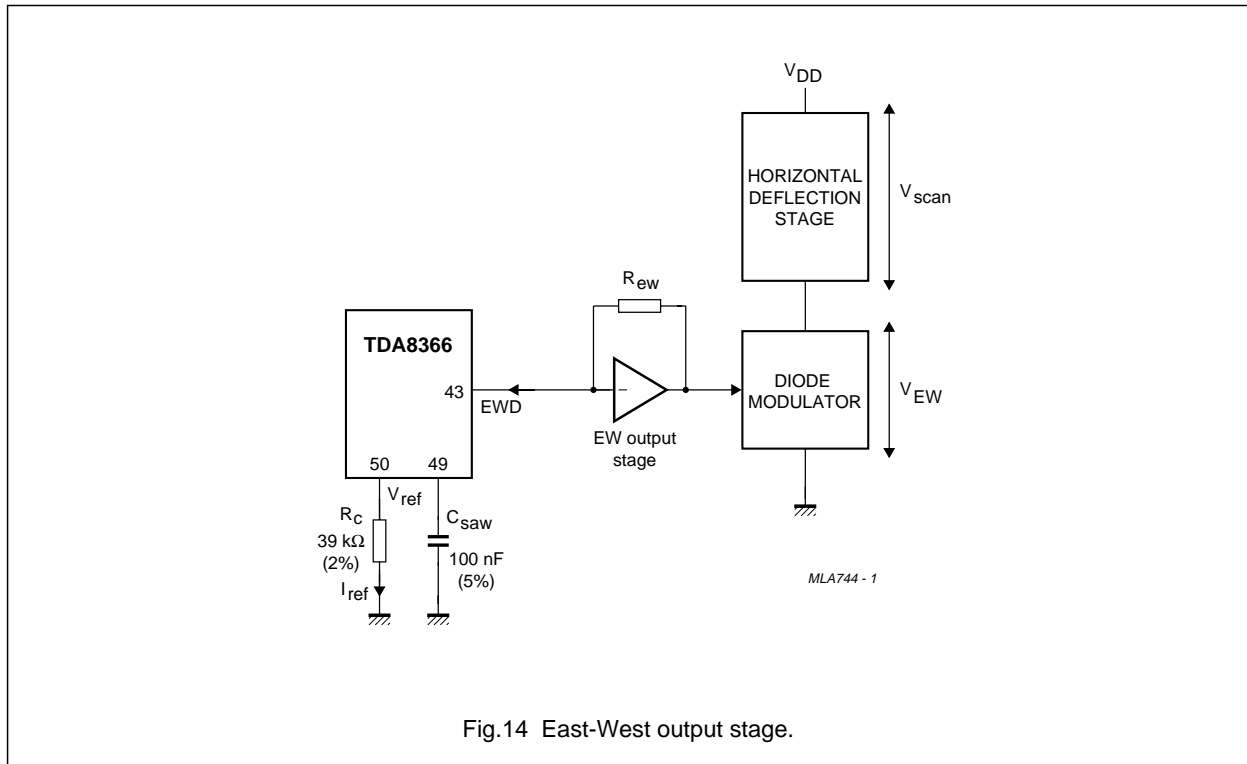 VDD
HORIZONTAL
DEFLECTION
STAGE
Vscan
Rew
TDA8366
43
EWD
−
EW output
stage
DIODE
MODULATOR
VEW
50
49
Vref
Rc
39 kΩ
(2%)
Iref
Csaw
100 nF
(5%)
MLA744 - 1
Fig.14 East-West output stage.